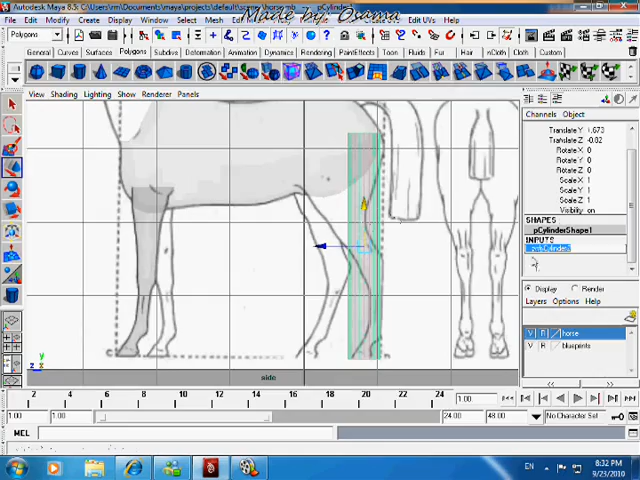 Autodesk Maya 8.5: C:\Documents\maya\projects\default\scenes\horse.mb pCylinder1
Made by: Osama
Edit Modify Create Display Window Edit UVs Help
Polygons
General Curves Surfaces Polygons Subdivs Deformation Animation Dynamics Rendering PaintEffects Toon Fluids Fur Hair nCloth Cloth Custom
View Shading Lighting Show Renderer Panels
Channels Object
Translate Y 1.673
Translate Z -0.02
Rotate X 0
Rotate Y 0
Rotate Z 0
Scale X 1
Scale Y 1
Scale Z 1
Visibility on
SHAPES
pCylinderShape1
INPUTS
polyCylinder2
Display Render
Layers Options Help
V R horse
V R blueprints
y
z x
side
2 4 6 8 10 12 14 16 18 20 22 24
1.00
1.00 1.00 24.00 48.00 No Character Set
MEL
EN 8:32 PM
9/23/2010